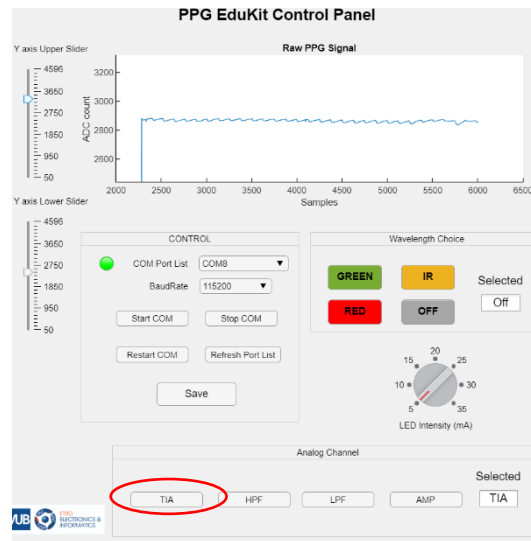 PPG EduKit Control Panel
Y axis Upper Slider
4596
3650
2750
1850
950
50
Raw PPG Signal
ADC count
3200
3000
2800
2600
2000 2500 3000 3500 4000 4500 5000 5500 6000 6500
Samples
Y axis Lower Slider
4596
3650
2750
1850
950
50
CONTROL
COM Port List COM8
BaudRate 115200
Start COM Stop COM
Restart COM Refresh Port List
Save
Wavelength Choice
GREEN IR
RED OFF
Selected
Off
5 10 15 20 25 30 35
LED Intensity (mA)
Analog Channel
TIA HPF LPF AMP
Selected
TIA
VUB
ETRO
ELECTRONICS &
INFORMATICS